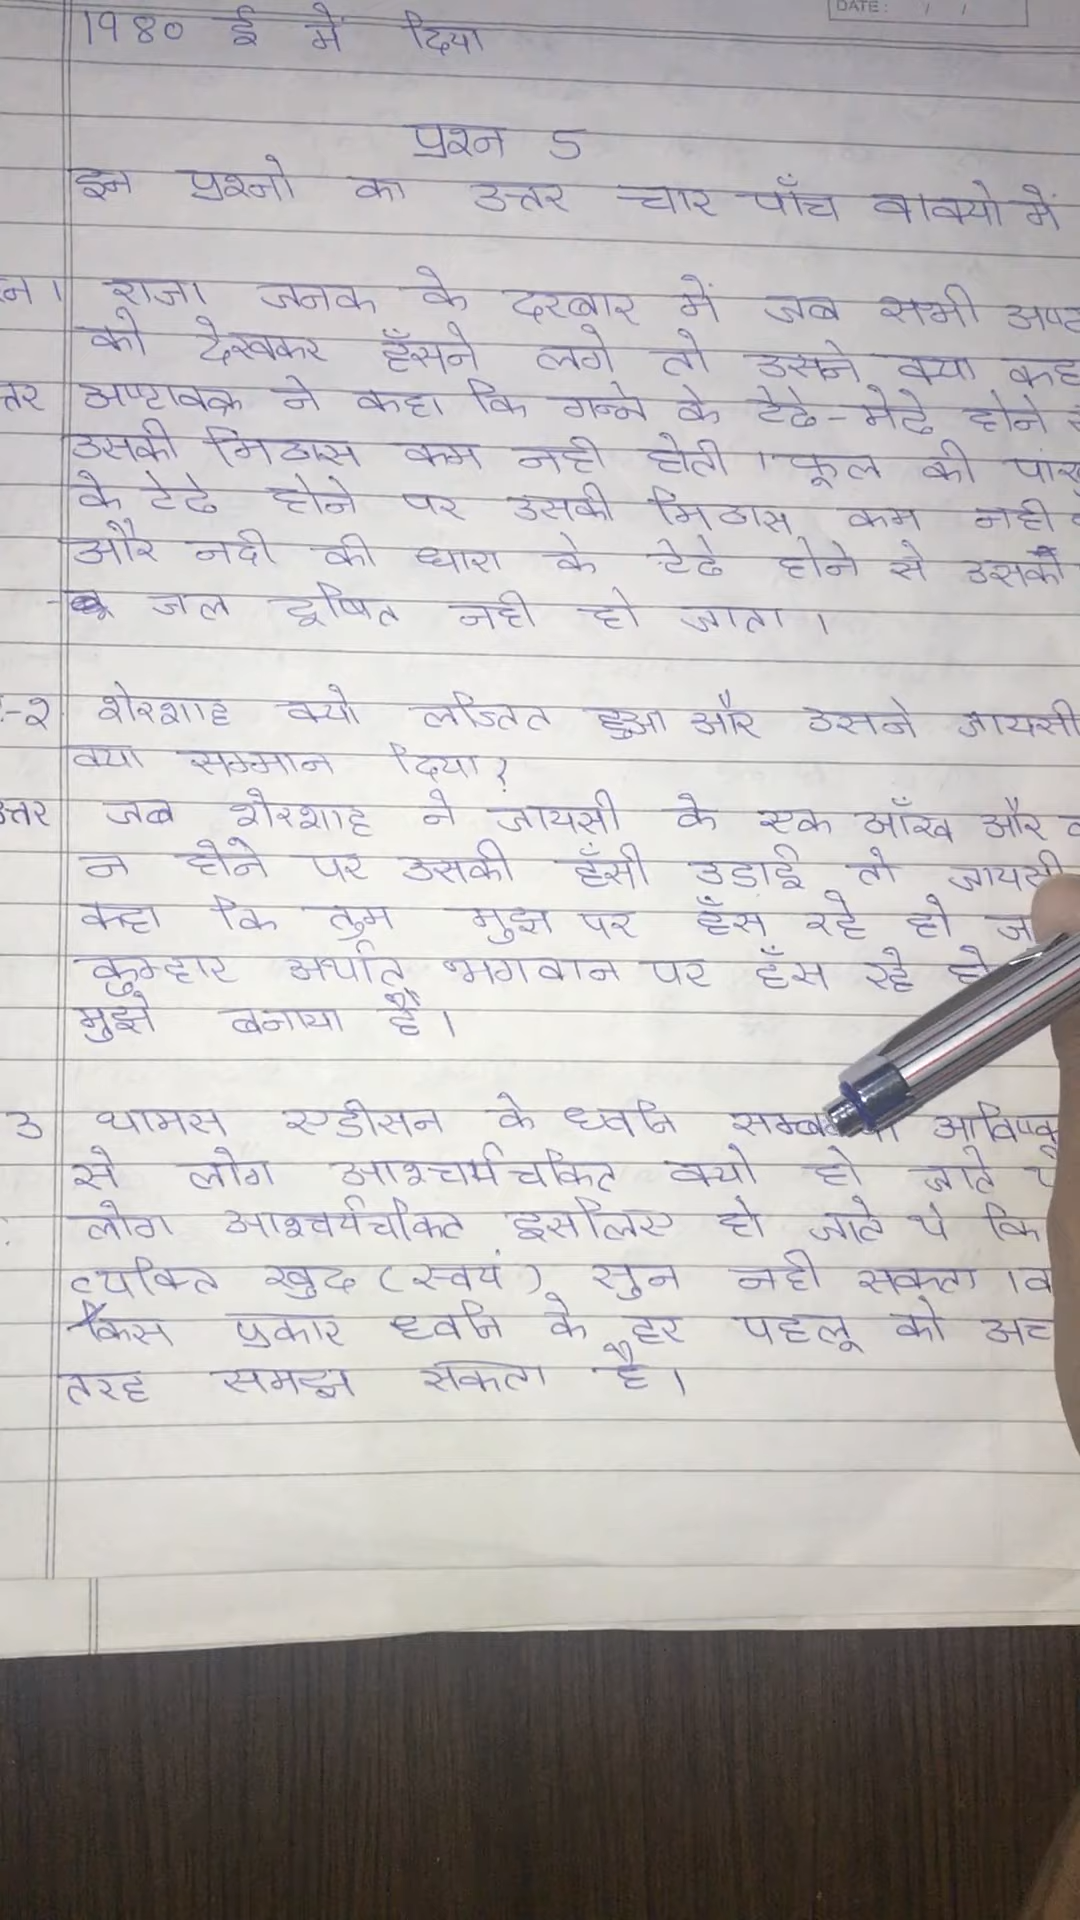 DATE: / /
1980 ई में दिया
प्रश्न 5
इन प्रश्नो का उत्तर चार पाँच वाक्यो में
राजा जनक के दरबार में जब सभी
को देखकर हँसने लगे तो उसने क्या
अष्टावक्र ने कहा कि गन्ने के टेढे-मेढे होने
उसकी मिठास कम नही होती । फूल की
के टेढे होने पर उसकी मिठास कम नही
और नदी की धारा के टेढे होने से उसकी
जल दूषित नही हो जाता ।
-२ शेरशाह क्यो लज्जित हुआ और उसने जायसी
क्या सम्मान दिया?
उत्तर जब शेरशाह ने जायसी के एक आँख और
न होने पर उसकी हँसी उड़ाई तो जायसी
कहा कि तुम मुझ पर हँस रहे हो
कुम्हार अर्थात् भगवान पर हँस रहे हो
मुझे बनाया है ।
3 थामस एडीसन के ध्वनि
से लोग आश्चर्यचकित क्यो हो जाते
लोग आश्चर्यचकित इसलिए हो जाते थे कि
व्यक्ति खुद (स्वयं) सुन नही सकता ।
किस प्रकार ध्वनि के हर पहलू को
तरह समझ सकता है ।